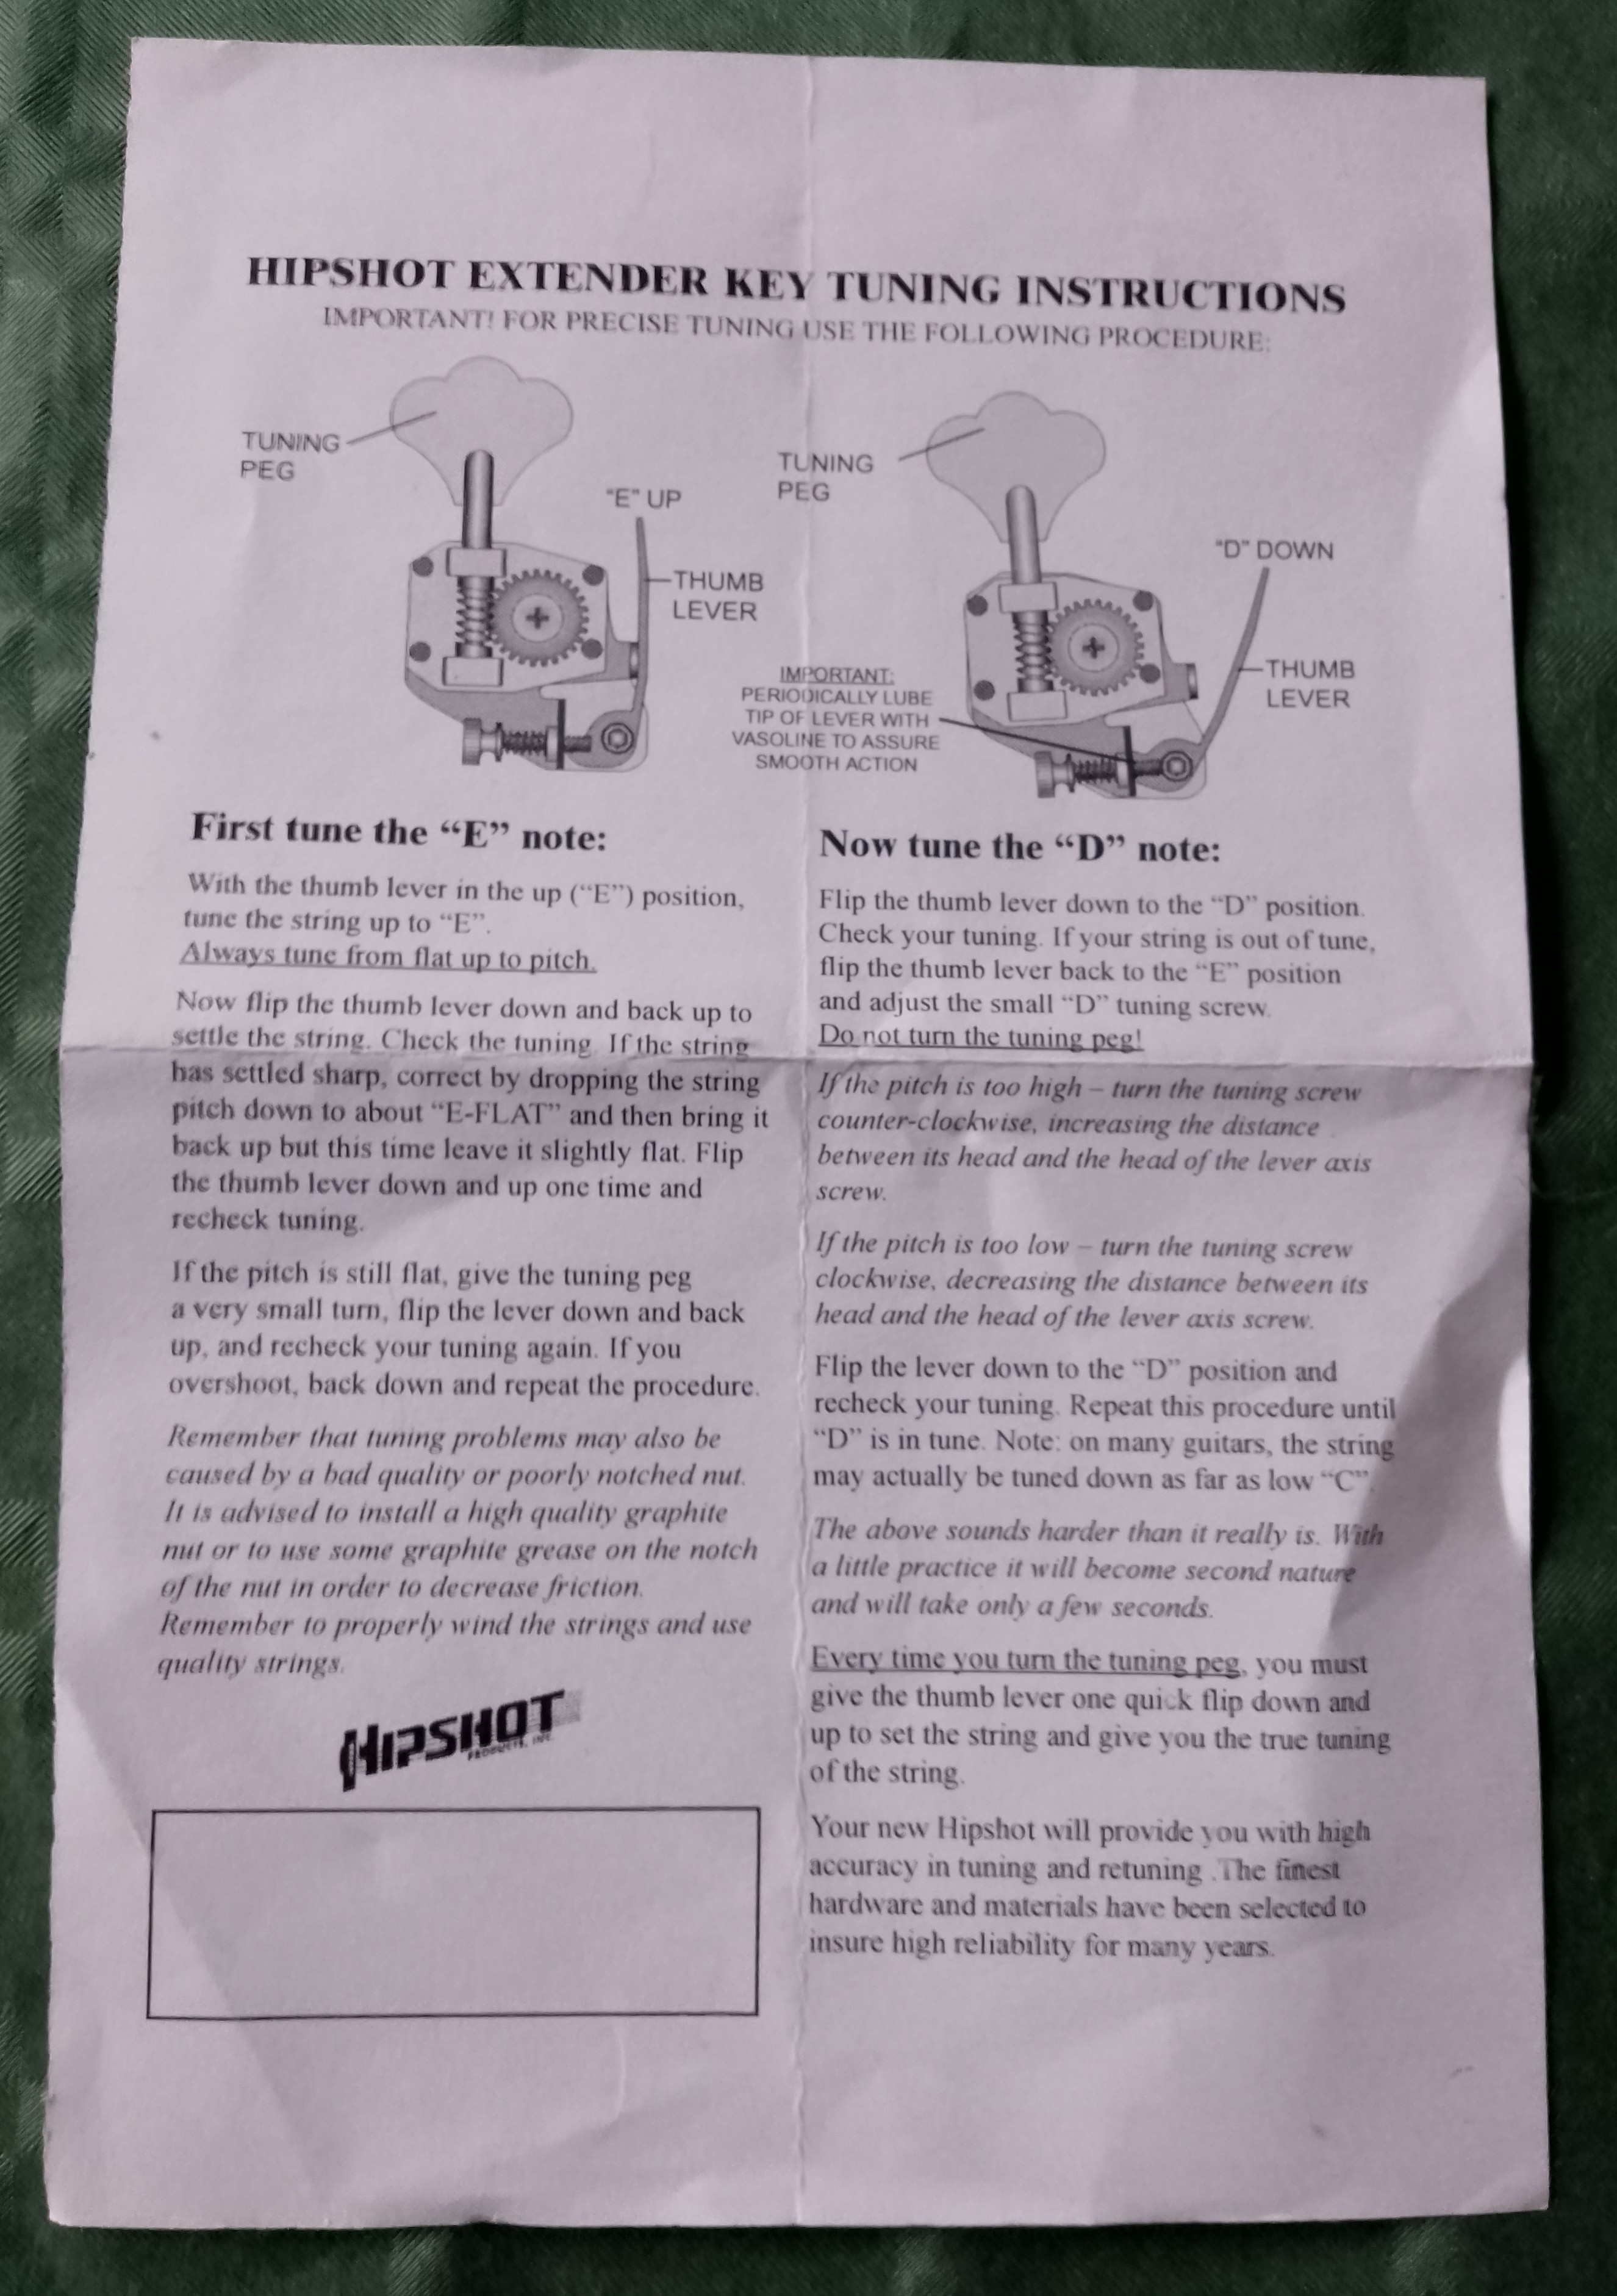 HIPSHOT EXTENDER KEY TUNING INSTRUCTIONS
IMPORTANT! FOR PRECISE TUNING USE THE FOLLOWING PROCEDURE:
TUNING
PEG
"E" UP
THUMB
LEVER
TUNING
PEG
"D" DOWN
THUMB
LEVER
IMPORTANT:
PERIODICALLY LUBE
TIP OF LEVER WITH
VASOLINE TO ASSURE
SMOOTH ACTION
First tune the “E” note:
With the thumb lever in the up (“E”) position,
tune the string up to “E”.
Always tune from flat up to pitch.
Now flip the thumb lever down and back up to
settle the string. Check the tuning. If the string
has settled sharp, correct by dropping the string
pitch down to about “E-FLAT” and then bring it
back up but this time leave it slightly flat. Flip
the thumb lever down and up one time and
recheck tuning.
If the pitch is still flat, give the tuning peg
a very small turn, flip the lever down and back
up, and recheck your tuning again. If you
overshoot, back down and repeat the procedure.
Remember that tuning problems may also be
caused by a bad quality or poorly notched nut.
It is advised to install a high quality graphite
nut or to use some graphite grease on the notch
of the nut in order to decrease friction.
Remember to properly wind the strings and use
quality strings.
HIPSHOT
PRODUCTS, INC.
Now tune the “D” note:
Flip the thumb lever down to the “D” position.
Check your tuning. If your string is out of tune,
flip the thumb lever back to the “E” position
and adjust the small “D” tuning screw.
Do not turn the tuning peg!
If the pitch is too high – turn the tuning screw
counter-clockwise, increasing the distance
between its head and the head of the lever axis
screw.
If the pitch is too low – turn the tuning screw
clockwise, decreasing the distance between its
head and the head of the lever axis screw.
Flip the lever down to the “D” position and
recheck your tuning. Repeat this procedure until
“D” is in tune. Note: on many guitars, the string
may actually be tuned down as far as low “C”.
The above sounds harder than it really is. With
a little practice it will become second nature
and will take only a few seconds.
Every time you turn the tuning peg, you must
give the thumb lever one quick flip down and
up to set the string and give you the true tuning
of the string.
Your new Hipshot will provide you with high
accuracy in tuning and retuning .The finest
hardware and materials have been selected to
insure high reliability for many years.